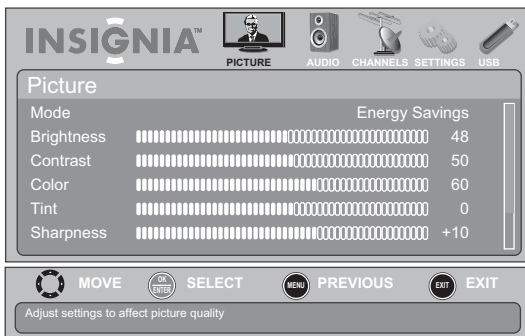 INSIGNIA™
PICTURE AUDIO CHANNELS SETTINGS USB
Picture
Mode Energy Savings
Brightness 48
Contrast 50
Color 60
Tint 0
Sharpness +10
MOVE OK ENTER SELECT MENU PREVIOUS EXIT EXIT
Adjust settings to affect picture quality